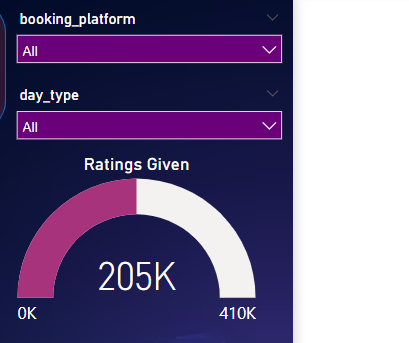 booking_platform
All
day_type
All
Ratings Given
205K
0K
410K